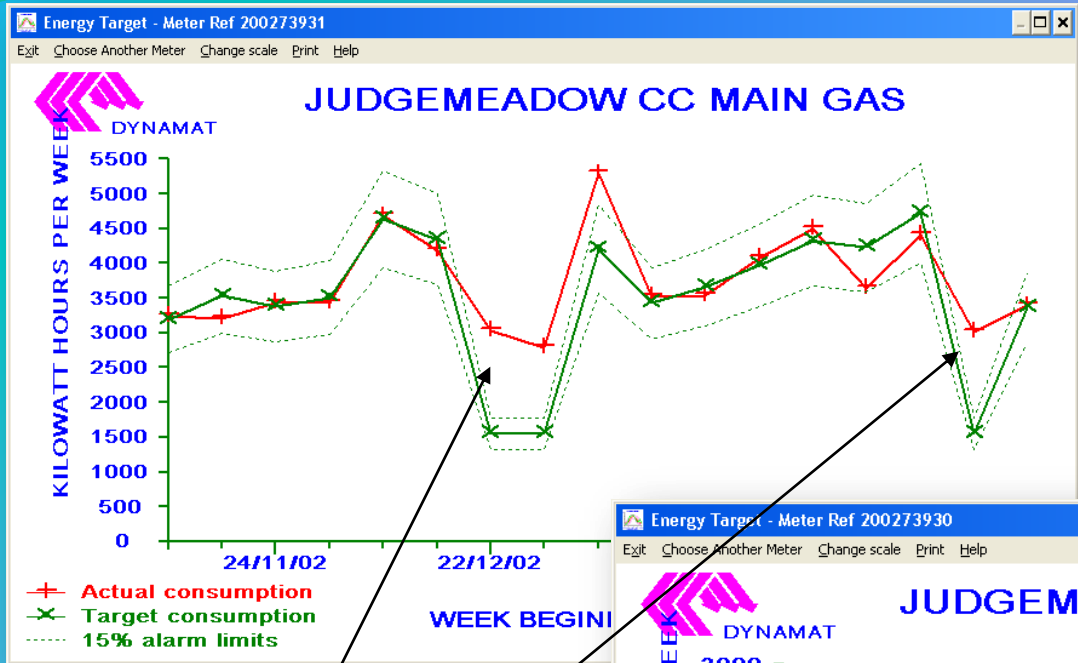 Energy Target - Meter Ref 200273931
Exit Choose Another Meter Change scale Print Help
JUDGEMEADOW CC MAIN GAS
DYNAMAT
KILOWATT HOURS PER WEEK
5500
5000
4500
4000
3500
3000
2500
2000
1500
1000
500
0
24/11/02 22/12/02
Actual consumption
Target consumption
15% alarm limits
WEEK BEGINI
Energy Target - Meter Ref 200273930
Exit Choose Another Meter Change scale Print Help
JUDGEM
DYNAMAT
EEK
3000